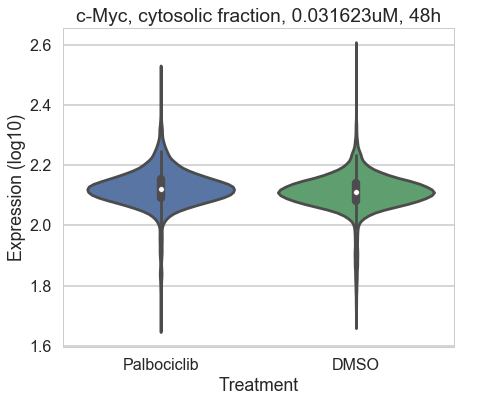 c-Myc, cytosolic fraction, 0.031623uM, 48h
Expression (log10)
2.6
2.4
2.2
2.0
1.8
1.6
Palbociclib DMSO
Treatment